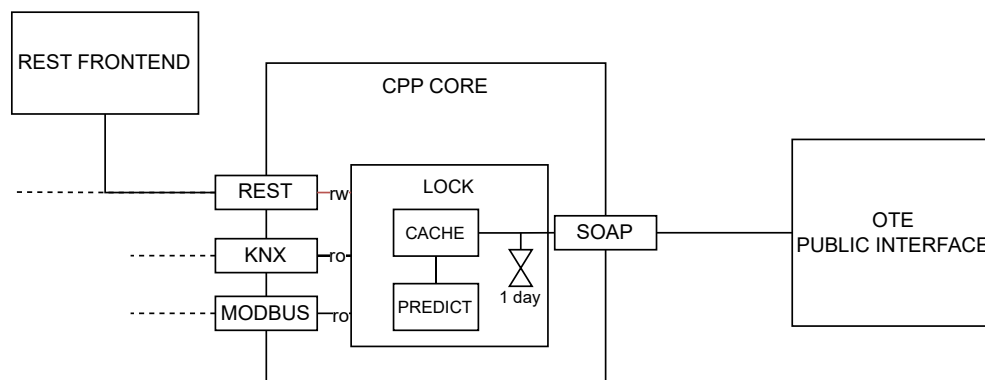 REST FRONTEND
CPP CORE
REST
rw
LOCK
CACHE
SOAP
OTE
PUBLIC INTERFACE
KNX
ro
1 day
PREDICT
MODBUS
ro